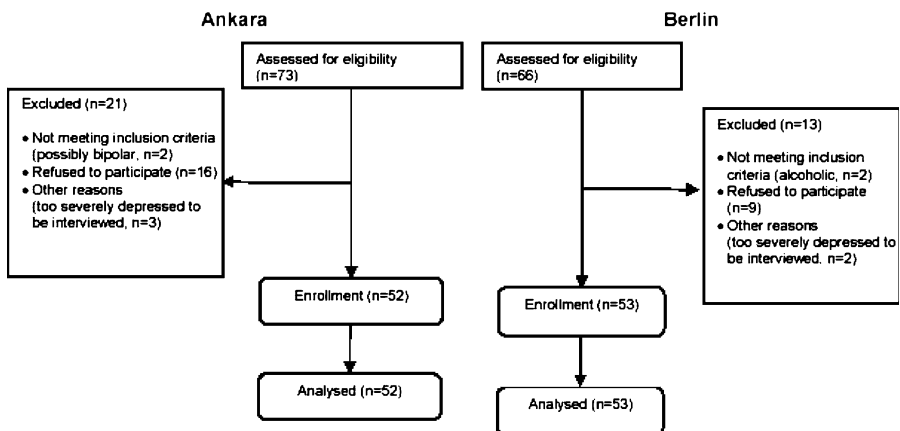 Ankara
Assessed for eligibility
(n=73)
Excluded (n=21)
• Not meeting inclusion criteria
(possibly bipolar, n=2)
• Refused to participate (n=16)
• Other reasons
(too severely depressed to
be interviewed, n=3)
Enrollment (n=52)
Analysed (n=52)
Berlin
Assessed for eligibility
(n=66)
Excluded (n=13)
• Not meeting inclusion
criteria (alcoholic, n=2)
• Refused to participate
(n=9)
• Other reasons
(too severely depressed to
be interviewed, n=2)
Enrollment (n=53)
Analysed (n=53)